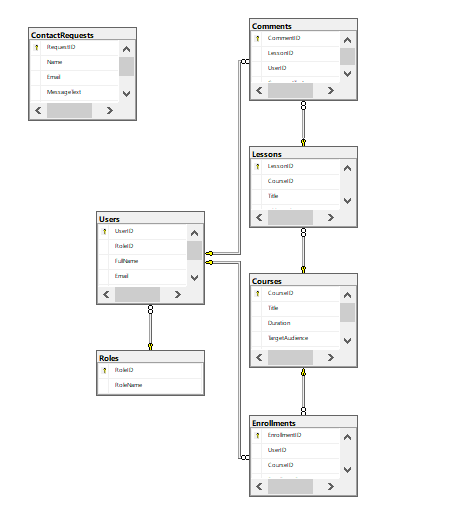 ContactRequests
RequestID
Name
Email
MessageText
Comments
CommentID
LessonID
UserID
Lessons
LessonID
CourseID
Title
Users
UserID
RoleID
FullName
Email
Courses
CourseID
Title
Duration
TargetAudience
Roles
RoleID
RoleName
Enrollments
EnrollmentID
UserID
CourseID